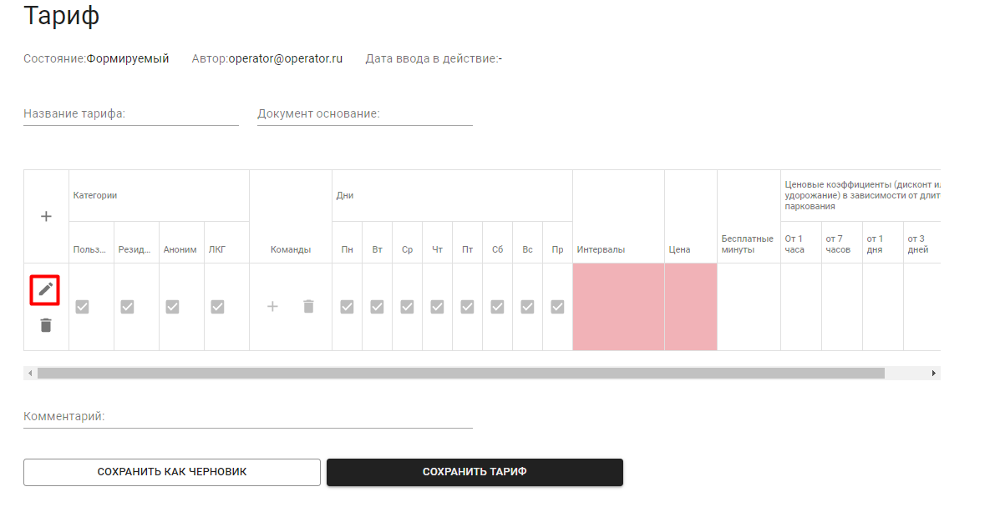 Тариф
Состояние:Формируемый Автор:operator@operator.ru Дата ввода в действие:-
Название тарифа: Документ основание:
Ценовые коэффициенты (дисконт ил
Категории Дни удорожание) в зависимости от длит
паркования
+
Бесплатные От 1 от 7 от 1 от 3
Польз... Резид... Аноним ЛКГ Команды Пн Вт Ср Чт Пт Сб Вс Пр Интервалы Цена минуты часа часов дня дней
+
Комментарий:
СОХРАНИТЬ КАК ЧЕРНОВИК СОХРАНИТЬ ТАРИФ